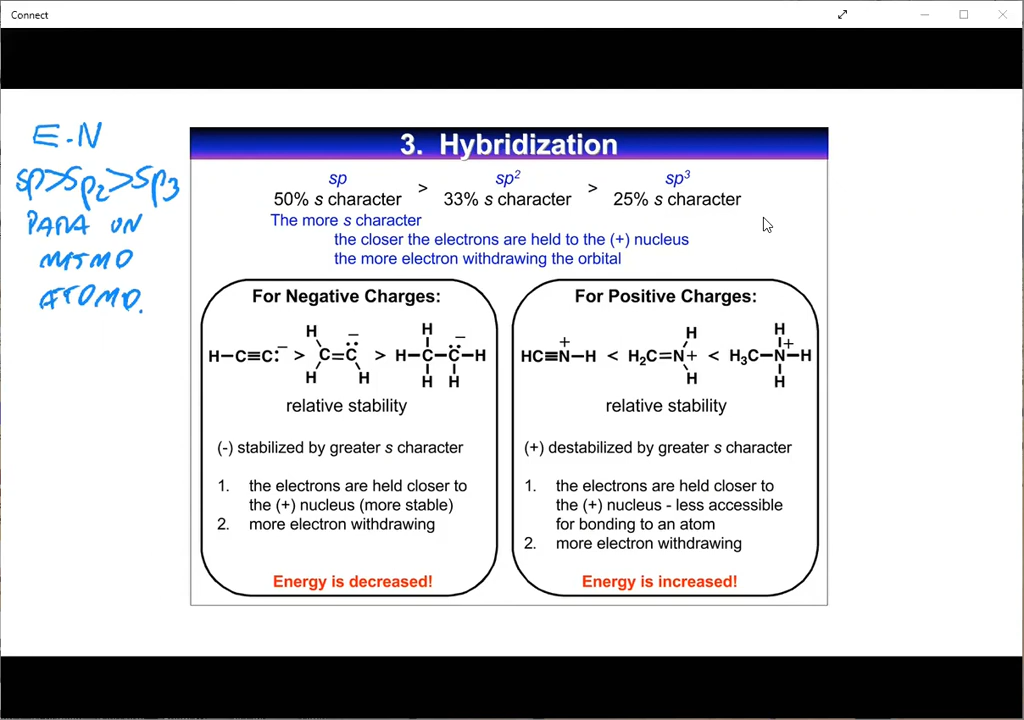 Connect
E.N
sp>sp2>sp3
PARA UN
MISMO
ATOMO.
3. Hybridization
sp sp² sp³
50% s character > 33% s character > 25% s character
The more s character
the closer the electrons are held to the (+) nucleus
the more electron withdrawing the orbital
For Negative Charges:
H H
H–C≡C:⁻ > C=C̈⁻ > H–C–C̈⁻–H
H H H H
relative stability
(-) stabilized by greater s character
1. the electrons are held closer to
the (+) nucleus (more stable)
2. more electron withdrawing
Energy is decreased!
For Positive Charges:
H H
HC≡N⁺–H < H₂C=N+ < H₃C–N⁺–H
H H
relative stability
(+) destabilized by greater s character
1. the electrons are held closer to
the (+) nucleus - less accessible
for bonding to an atom
2. more electron withdrawing
Energy is increased!